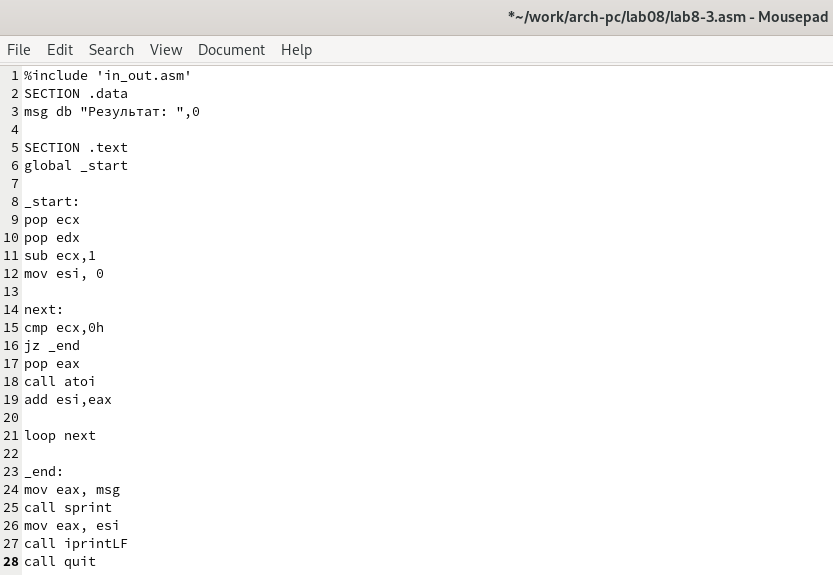 *~/work/arch-pc/lab08/lab8-3.asm - Mousepad
File Edit Search View Document Help
1 %include 'in_out.asm'
2 SECTION .data
3 msg db "Результат: ",0
4
5 SECTION .text
6 global _start
7
8 _start:
9 pop ecx
10 pop edx
11 sub ecx,1
12 mov esi, 0
13
14 next:
15 cmp ecx,0h
16 jz _end
17 pop eax
18 call atoi
19 add esi,eax
20
21 loop next
22
23 _end:
24 mov eax, msg
25 call sprint
26 mov eax, esi
27 call iprintLF
28 call quit